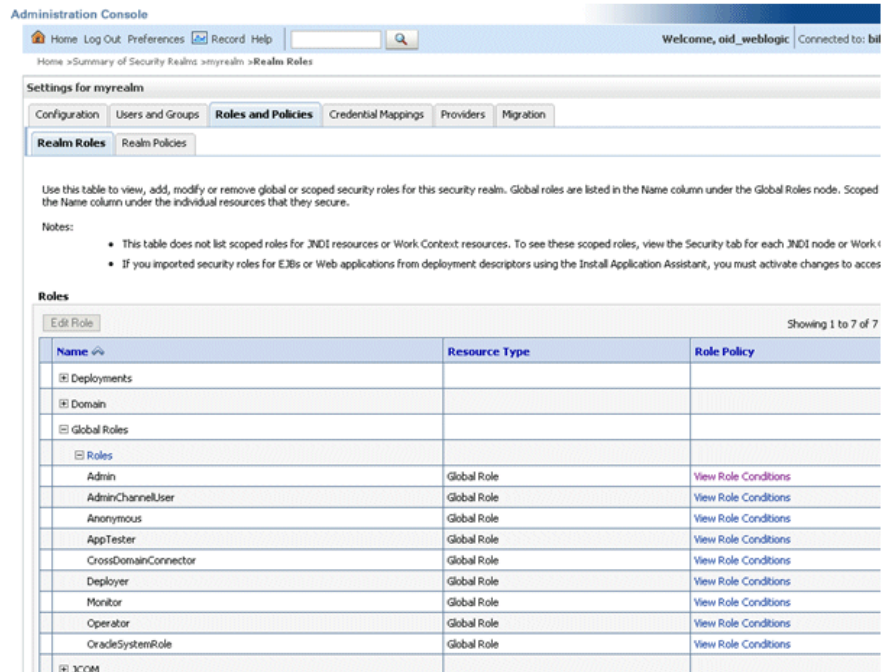 Administration Console
Home Log Out Preferences Record Help
Welcome, oid_weblogic Connected to: bi
Home >Summary of Security Realms >myrealm >Realm Roles
Settings for myrealm
Configuration Users and Groups Roles and Policies Credential Mappings Providers Migration
Realm Roles Realm Policies
Use this table to view, add, modify or remove global or scoped security roles for this security realm. Global roles are listed in the Name column under the Global Roles node. Scoped
the Name column under the individual resources that they secure.
Notes:
• This table does not list scoped roles for JNDI resources or Work Context resources. To see these scoped roles, view the Security tab for each JNDI node or Work
• If you imported security roles for EJBs or Web applications from deployment descriptors using the Install Application Assistant, you must activate changes to acces
Roles
Edit Role Showing 1 to 7 of 7
Name Resource Type Role Policy
Deployments
Domain
Global Roles
Roles
Admin Global Role View Role Conditions
AdminChannelUser Global Role View Role Conditions
Anonymous Global Role View Role Conditions
AppTester Global Role View Role Conditions
CrossDomainConnector Global Role View Role Conditions
Deployer Global Role View Role Conditions
Monitor Global Role View Role Conditions
Operator Global Role View Role Conditions
OracleSystemRole Global Role View Role Conditions
JCOM